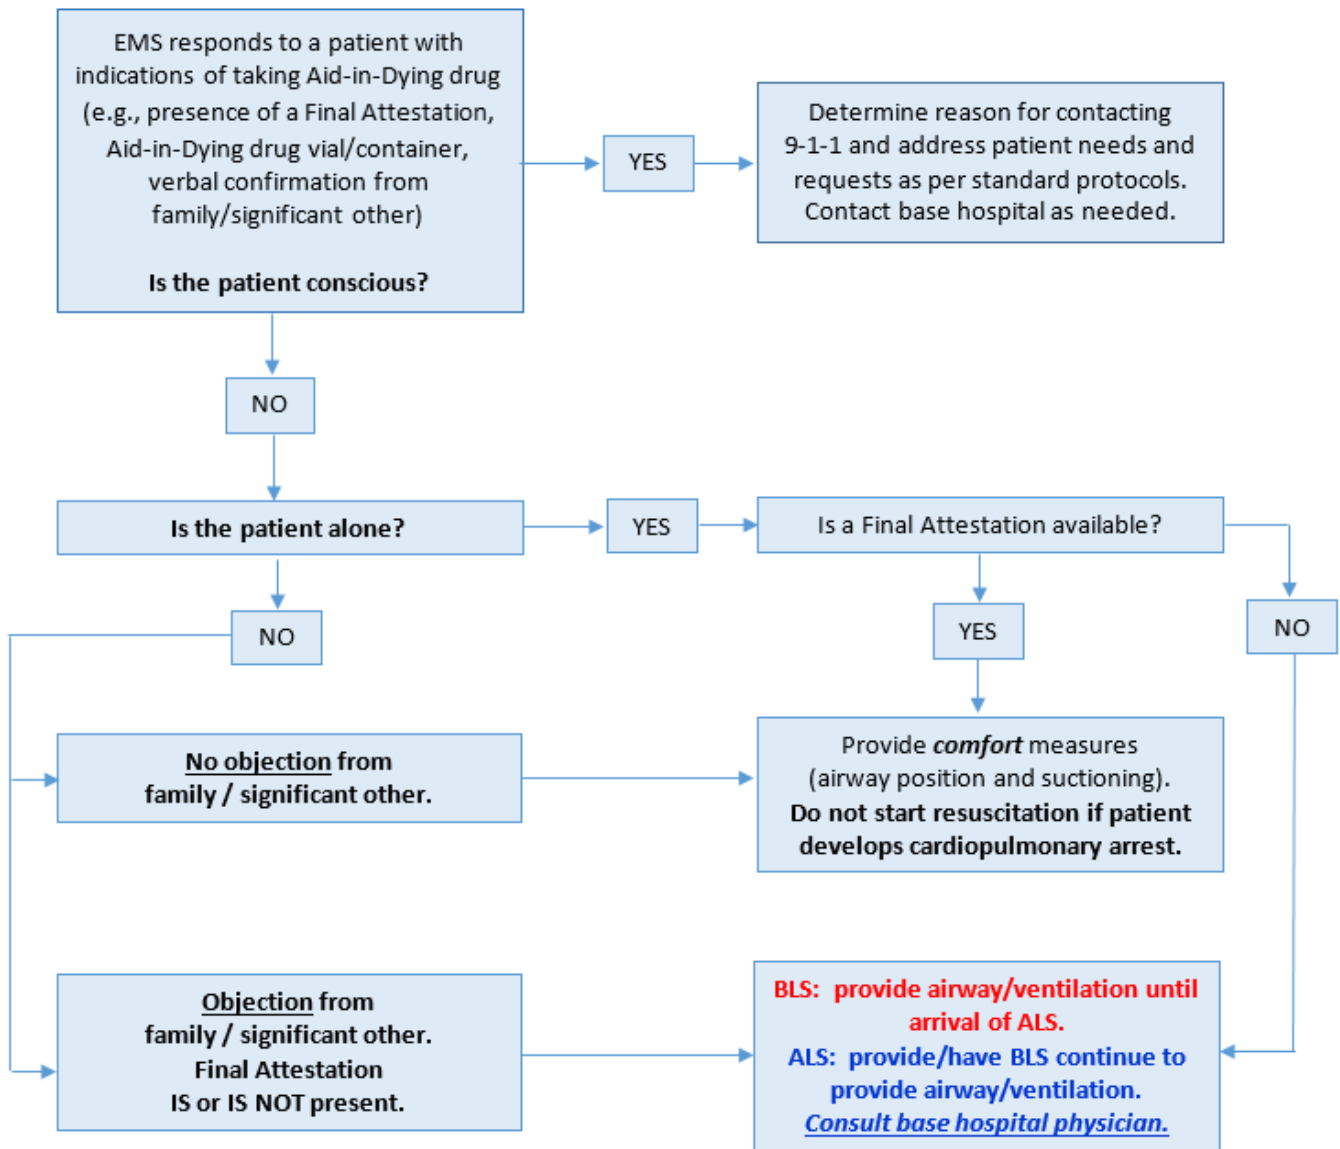 EMS responds to a patient with
indications of taking Aid-in-Dying drug
(e.g., presence of a Final Attestation,
Aid-in-Dying drug vial/container,
verbal confirmation from
family/significant other)
Is the patient conscious?
YES
Determine reason for contacting
9-1-1 and address patient needs and
requests as per standard protocols.
Contact base hospital as needed.
NO
Is the patient alone?
YES
Is a Final Attestation available?
NO
YES
NO
No objection from
family / significant other.
Provide comfort measures
(airway position and suctioning).
Do not start resuscitation if patient
develops cardiopulmonary arrest.
Objection from
family / significant other.
Final Attestation
IS or IS NOT present.
BLS: provide airway/ventilation until
arrival of ALS.
ALS: provide/have BLS continue to
provide airway/ventilation.
Consult base hospital physician.